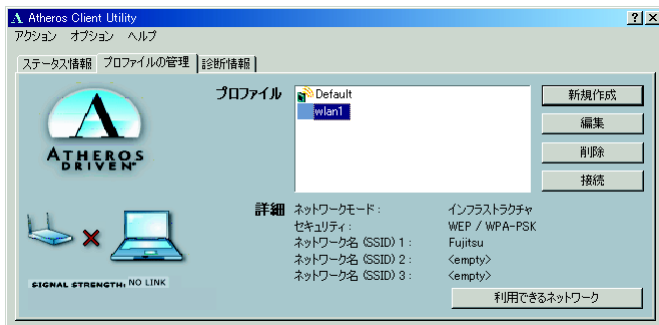 Atheros Client Utility
アクション オプション ヘルプ
ステータス情報 プロファイルの管理 診断情報
プロファイル
Default
wlan1
新規作成
編集
削除
接続
ATHEROS
DRIVEN
詳細
ネットワークモード: インフラストラクチャ
セキュリティ: WEP / WPA-PSK
ネットワーク名 (SSID) 1: Fujitsu
ネットワーク名 (SSID) 2: <empty>
ネットワーク名 (SSID) 3: <empty>
SIGNAL STRENGTH: NO LINK
利用できるネットワーク